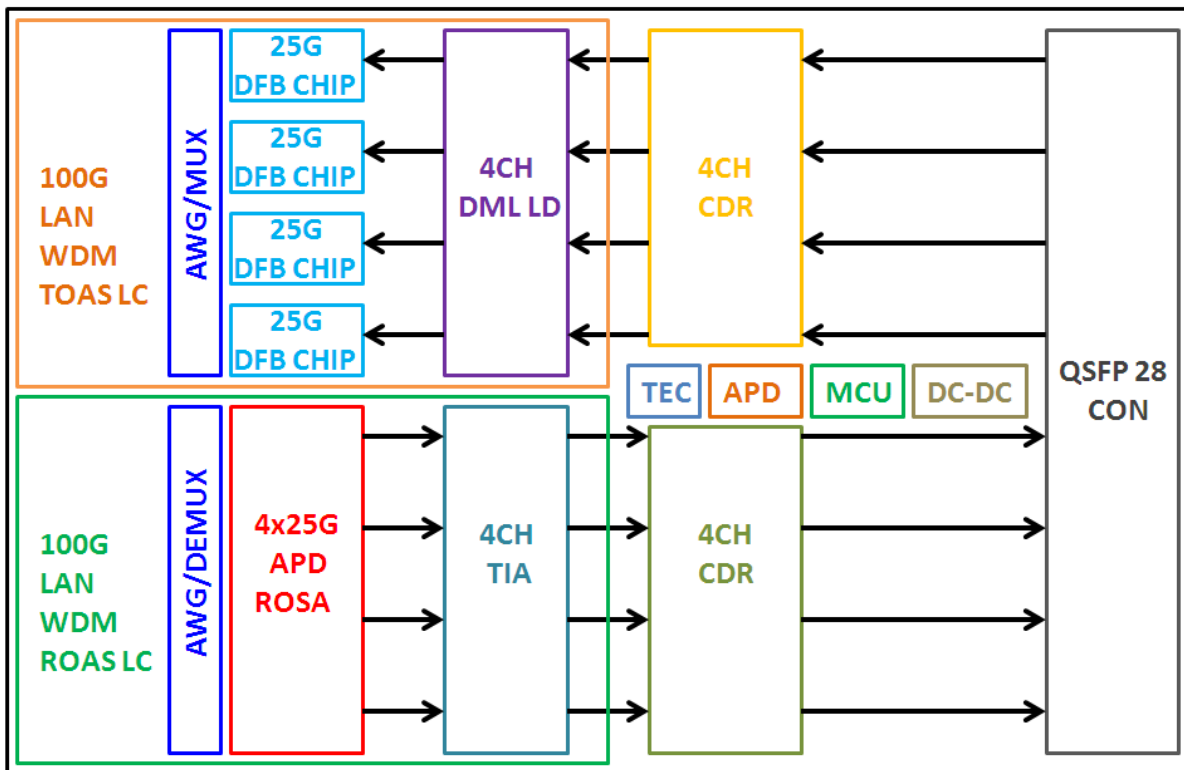 100G
LAN
WDM
TOAS LC
AWG/MUX
25G
DFB CHIP
25G
DFB CHIP
25G
DFB CHIP
25G
DFB CHIP
4CH
DML LD
4CH
CDR
TEC
APD
MCU
DC-DC
QSFP 28
CON
100G
LAN
WDM
ROAS LC
AWG/DEMUX
4x25G
APD
ROSA
4CH
TIA
4CH
CDR